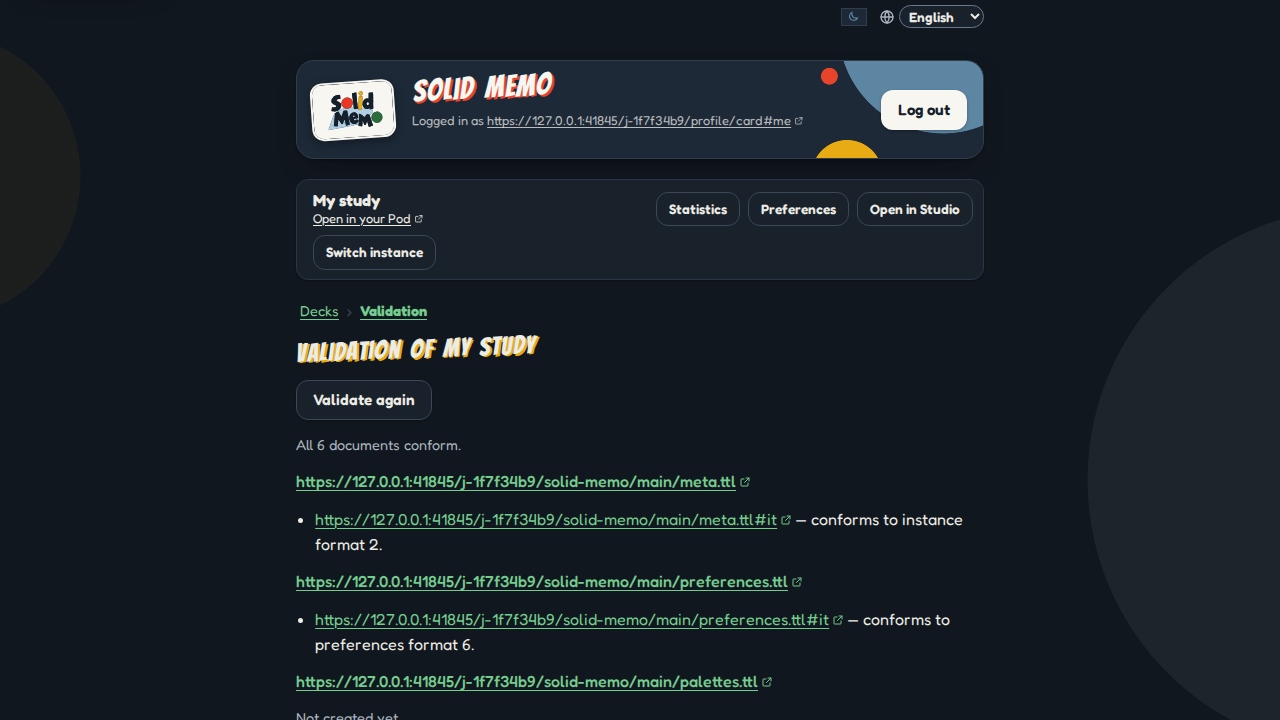 English
Solid Memo
SOLID MEMO
Logged in as https://127.0.0.1:41845/j-1f7f34b9/profile/card#me
Log out
My study
Open in your Pod
Statistics
Preferences
Open in Studio
Switch instance
Decks › Validation
VALIDATION OF MY STUDY
Validate again
All 6 documents conform.
https://127.0.0.1:41845/j-1f7f34b9/solid-memo/main/meta.ttl
• https://127.0.0.1:41845/j-1f7f34b9/solid-memo/main/meta.ttl#it – conforms to instance
format 2.
https://127.0.0.1:41845/j-1f7f34b9/solid-memo/main/preferences.ttl
• https://127.0.0.1:41845/j-1f7f34b9/solid-memo/main/preferences.ttl#it – conforms to
preferences format 6.
https://127.0.0.1:41845/j-1f7f34b9/solid-memo/main/palettes.ttl
Not created yet